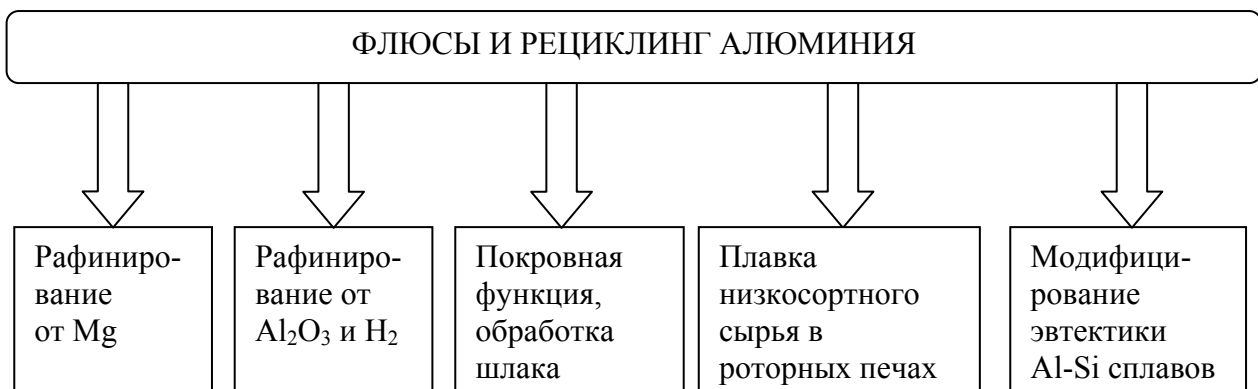 ФЛЮСЫ И РЕЦИКЛИНГ АЛЮМИНИЯ
Рафиниро-
вание
от Mg
Рафиниро-
вание от
Al₂O₃ и H₂
Покровная
функция,
обработка
шлака
Плавка
низкосортного
сырья в
роторных печах
Модифици-
рование
эвтектики
Al-Si сплавов